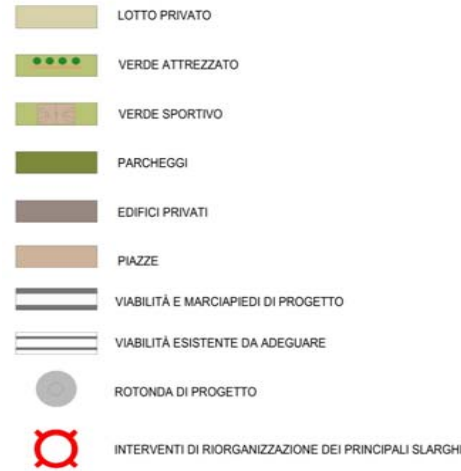 LOTTO PRIVATO
VERDE ATTREZZATO
VERDE SPORTIVO
PARCHEGGI
EDIFICI PRIVATI
PIAZZE
VIABILITÀ E MARCIAPIEDI DI PROGETTO
VIABILITÀ ESISTENTE DA ADEGUARE
ROTONDA DI PROGETTO
INTERVENTI DI RIORGANIZZAZIONE DEI PRINCIPALI SLARGHI